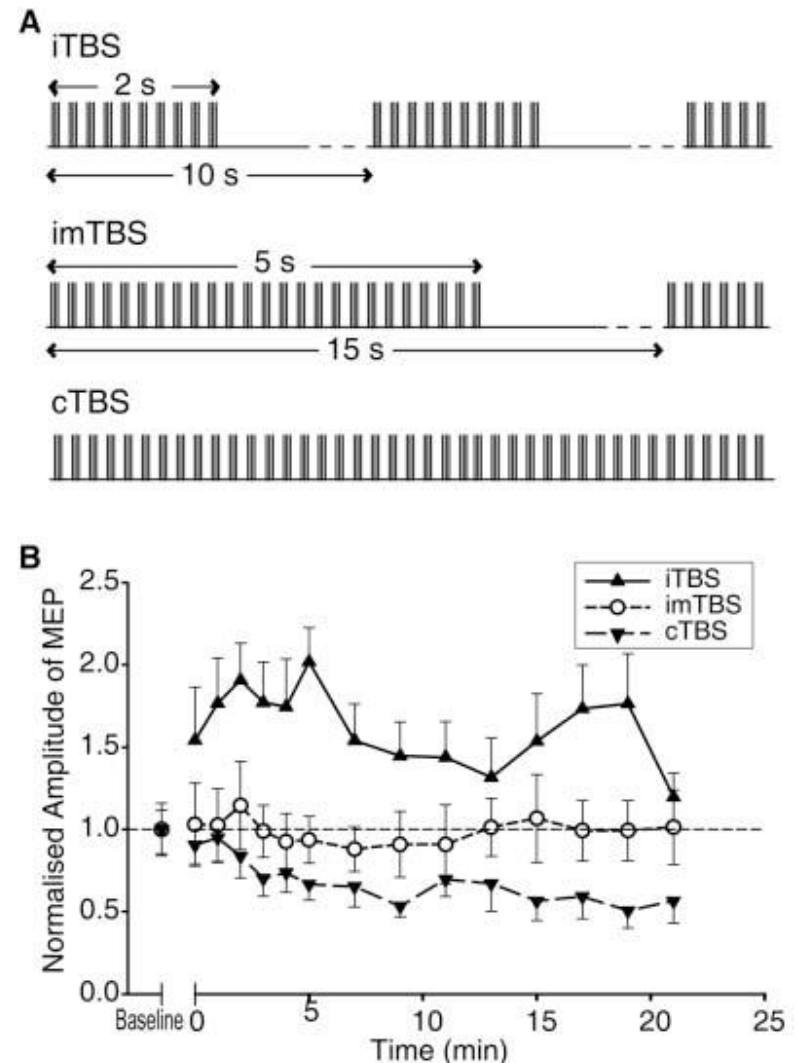 A
iTBS
2 s
10 s
imTBS
5 s
15 s
cTBS
B
Normalised Amplitude of MEP
2.5
2.0
1.5
1.0
0.5
0.0
iTBS
imTBS
cTBS
Baseline 0 5 10 15 20 25
Time (min)